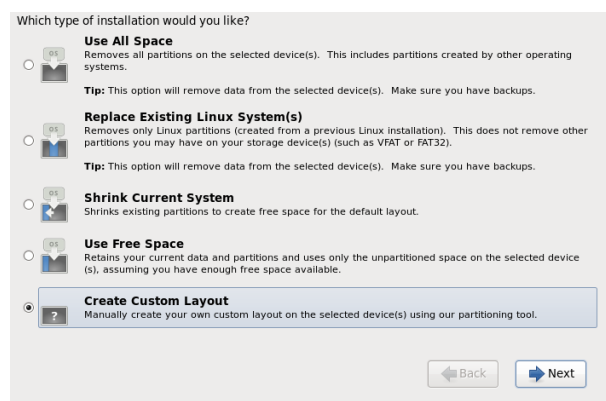 Which type of installation would you like?
OS
Use All Space
Removes all partitions on the selected device(s).  This includes partitions created by other operating
systems.
Tip: This option will remove data from the selected device(s).  Make sure you have backups.
OS
Replace Existing Linux System(s)
Removes only Linux partitions (created from a previous Linux installation).  This does not remove other
partitions you may have on your storage device(s) (such as VFAT or FAT32).
Tip: This option will remove data from the selected device(s).  Make sure you have backups.
OS
Shrink Current System
Shrinks existing partitions to create free space for the default layout.
OS
Use Free Space
Retains your current data and partitions and uses only the unpartitioned space on the selected device
(s), assuming you have enough free space available.
?
Create Custom Layout
Manually create your own custom layout on the selected device(s) using our partitioning tool.
Back
Next